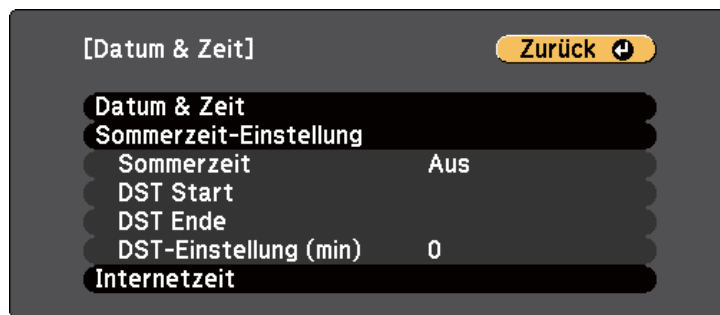 [Datum & Zeit]
Zurück
Datum & Zeit
Sommerzeit-Einstellung
Sommerzeit Aus
DST Start
DST Ende
DST-Einstellung (min) 0
Internetzeit